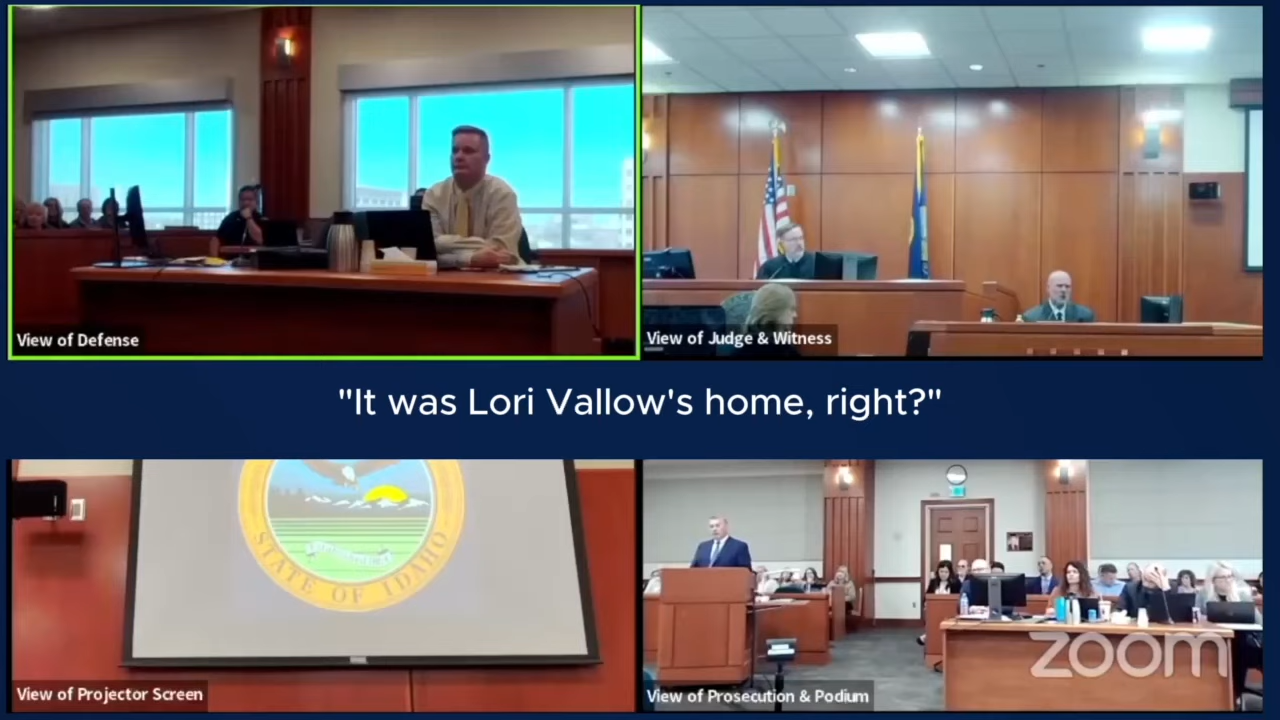 View of Defense
View of Judge & Witness
"It was Lori Vallow's home, right?"
STATE OF IDAHO
View of Projector Screen
View of Prosecution & Podium
zoom